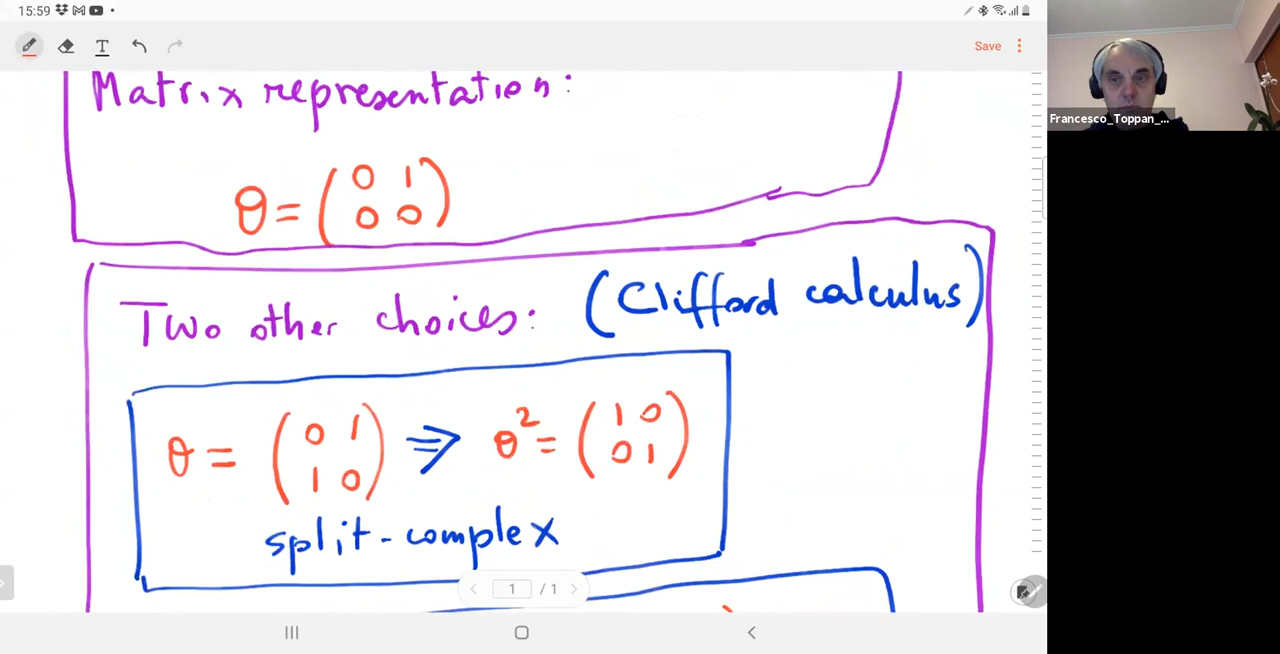 15:59
T
Save
Matrix representation:
θ = ( 0 1
0 0 )
Francesco_Toppan_...
Two other choices: (Clifford calculus)
θ = ( 0 1
1 0 ) ⇒ θ² = ( 1 0
0 1 )
split-complex
1 / 1